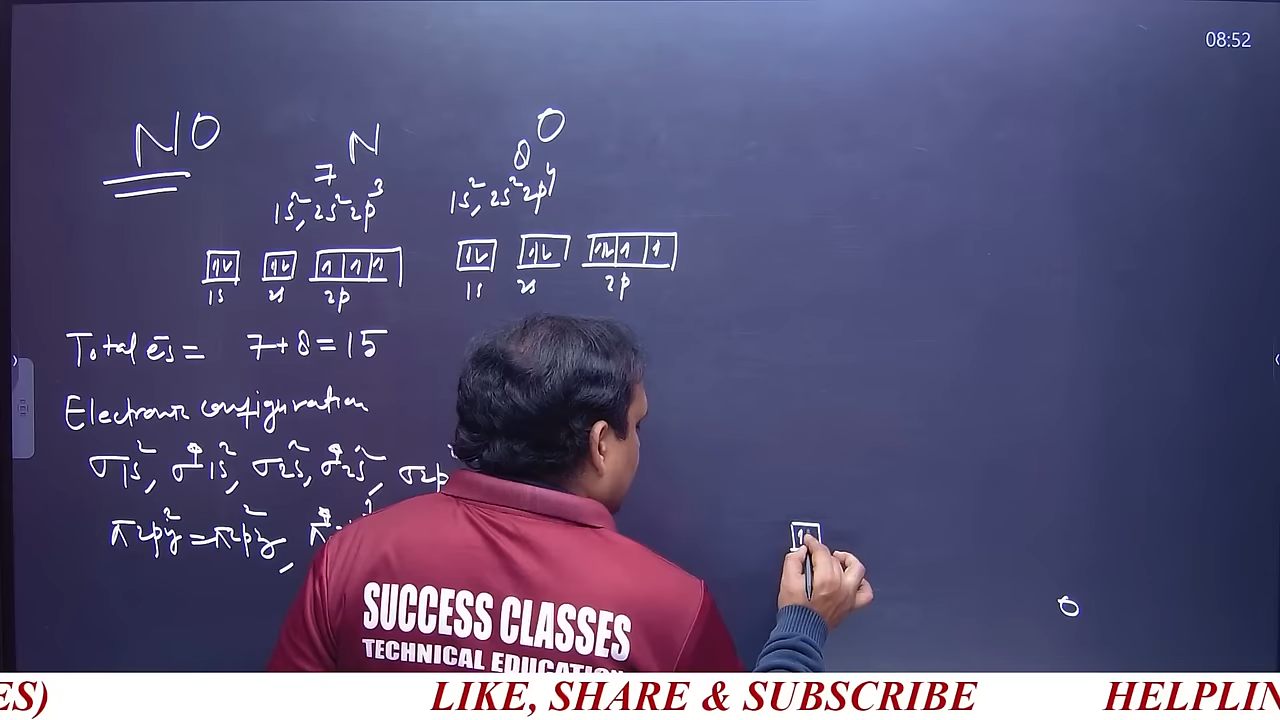 08:52
NO
N
O
7
8
1s², 2s² 2p³
1s², 2s² 2p⁴
1s 2s 2p
1s 2s 2p
Total es = 7+8=15
Electronic configuration
σ1s², σ*1s², σ2s², σ*2s², σ2p
π2py² = π2pz², π*
O
SUCCESS CLASSES
TECHNICAL EDUCATION
ES) LIKE, SHARE & SUBSCRIBE HELPLIN